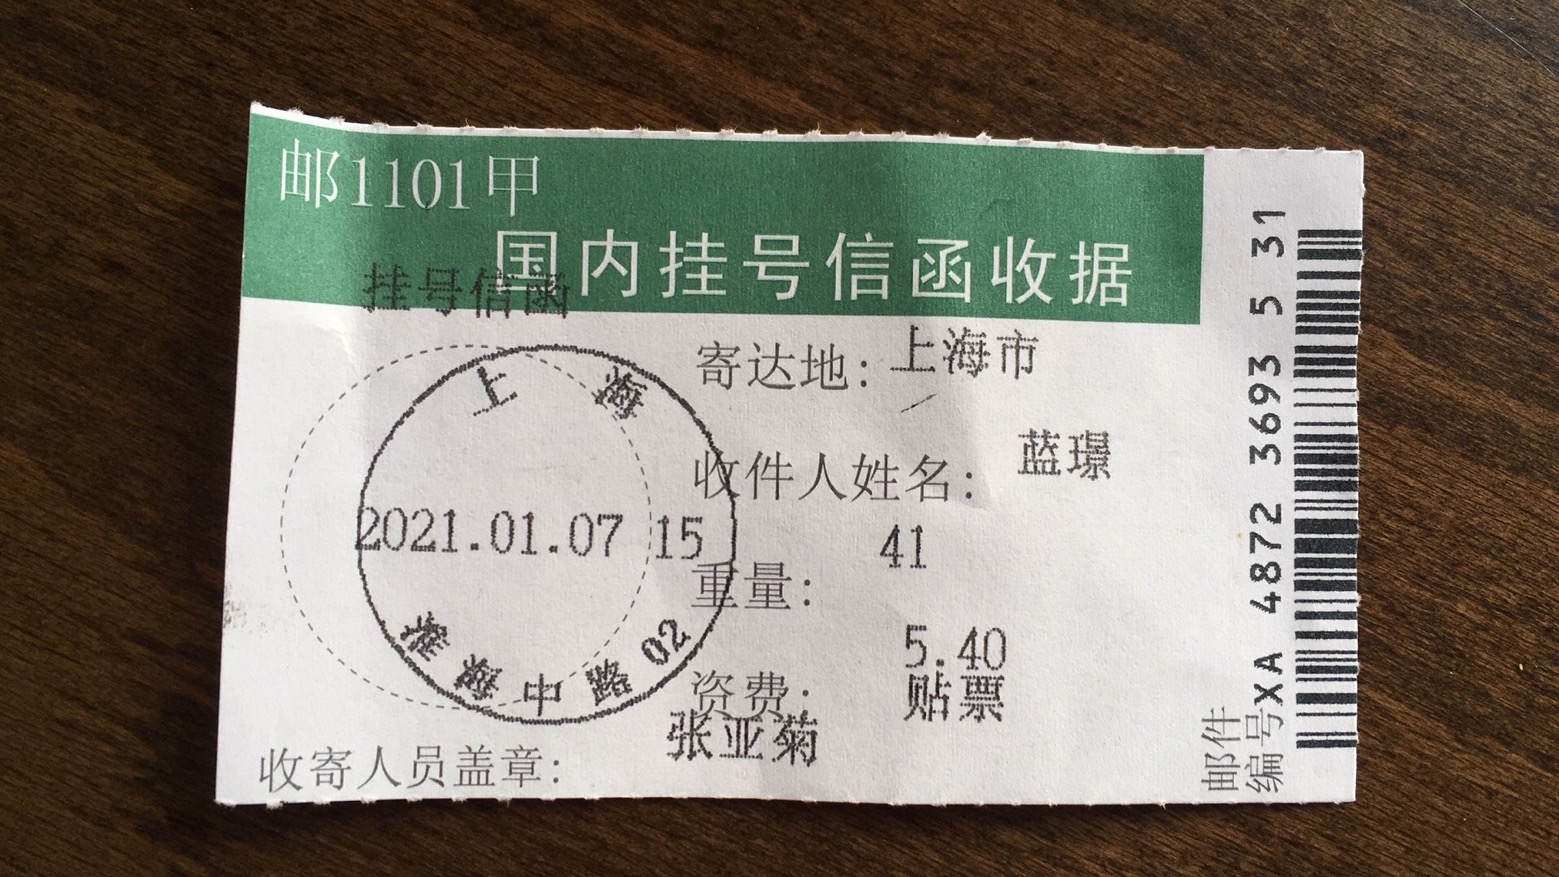 邮1101甲
国内挂号信函收据
挂号信函
寄达地：上海市
收件人姓名：蓝璟
重量：41
资费：5.40
贴票
张亚菊
收寄人员盖章：
上海
2021.01.07 15
中路02
邮件编号
XA 4872 3693 5 31